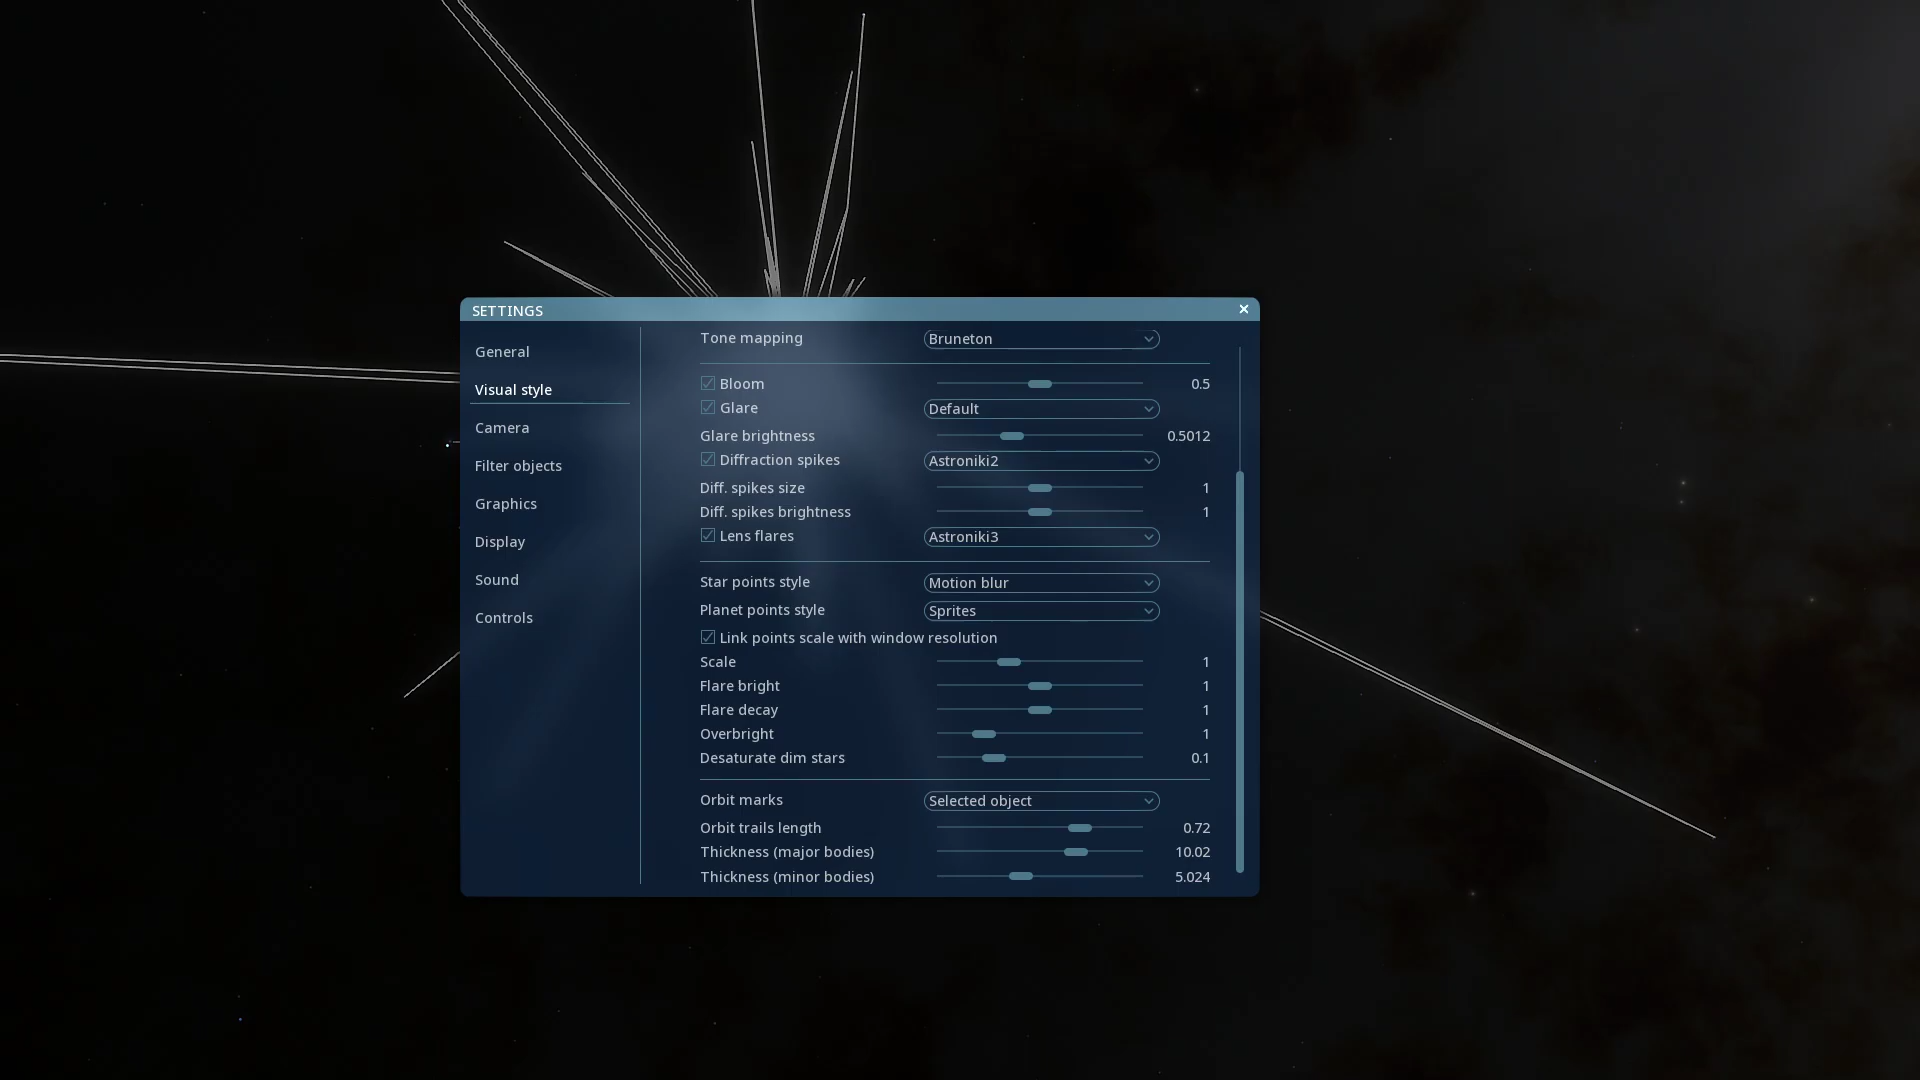 SETTINGS
General
Visual style
Camera
Filter objects
Graphics
Display
Sound
Controls
Tone mapping Bruneton
Bloom 0.5
Glare Default
Glare brightness 0.5012
Diffraction spikes Astroniki2
Diff. spikes size 1
Diff. spikes brightness 1
Lens flares Astroniki3
Star points style Motion blur
Planet points style Sprites
Link points scale with window resolution
Scale 1
Flare bright 1
Flare decay 1
Overbright 1
Desaturate dim stars 0.1
Orbit marks Selected object
Orbit trails length 0.72
Thickness (major bodies) 10.02
Thickness (minor bodies) 5.024